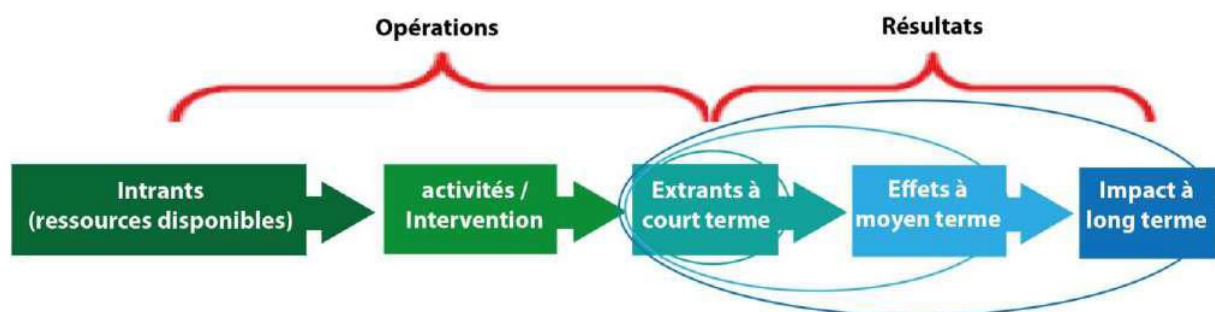 Opérations
Résultats
Intrants
(ressources disponibles)
activités /
Intervention
Extrants à
court terme
Effets à
moyen terme
Impact à
long terme